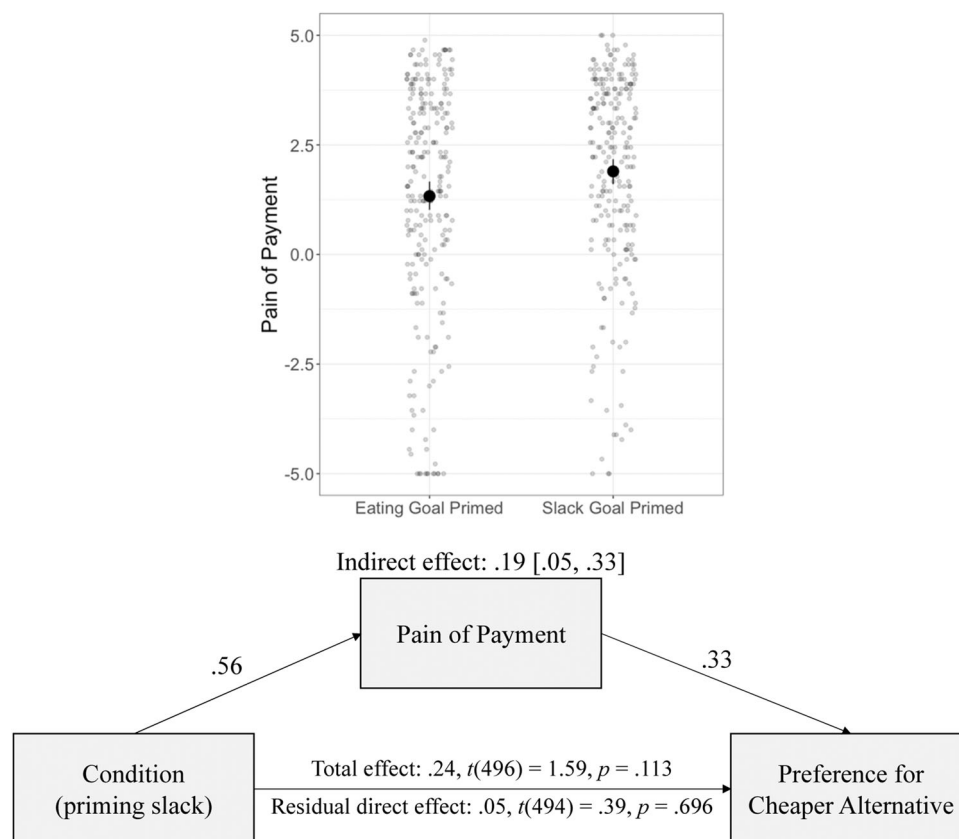 5.0
2.5
0.0
-2.5
-5.0
Pain of Payment
Eating Goal Primed
Slack Goal Primed
Indirect effect: .19 [.05, .33]
Pain of Payment
.56
.33
Condition
(priming slack)
Total effect: .24, t(496) = 1.59, p = .113
Residual direct effect: .05, t(494) = .39, p = .696
Preference for
Cheaper Alternative